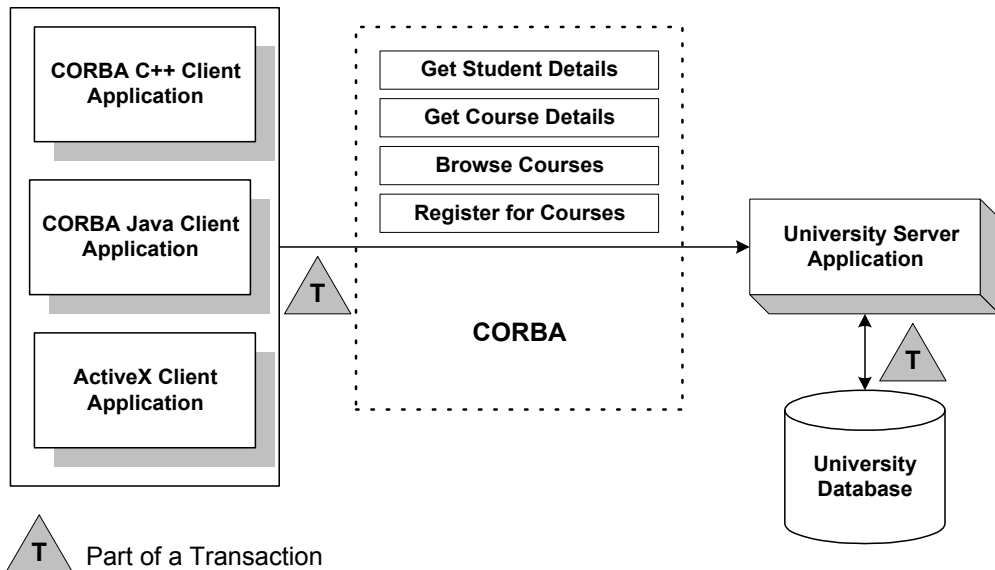 CORBA C++ Client
Application
CORBA Java Client
Application
ActiveX Client
Application
Get Student Details
Get Course Details
Browse Courses
Register for Courses
T
CORBA
University Server
Application
T
University
Database
T
Part of a Transaction